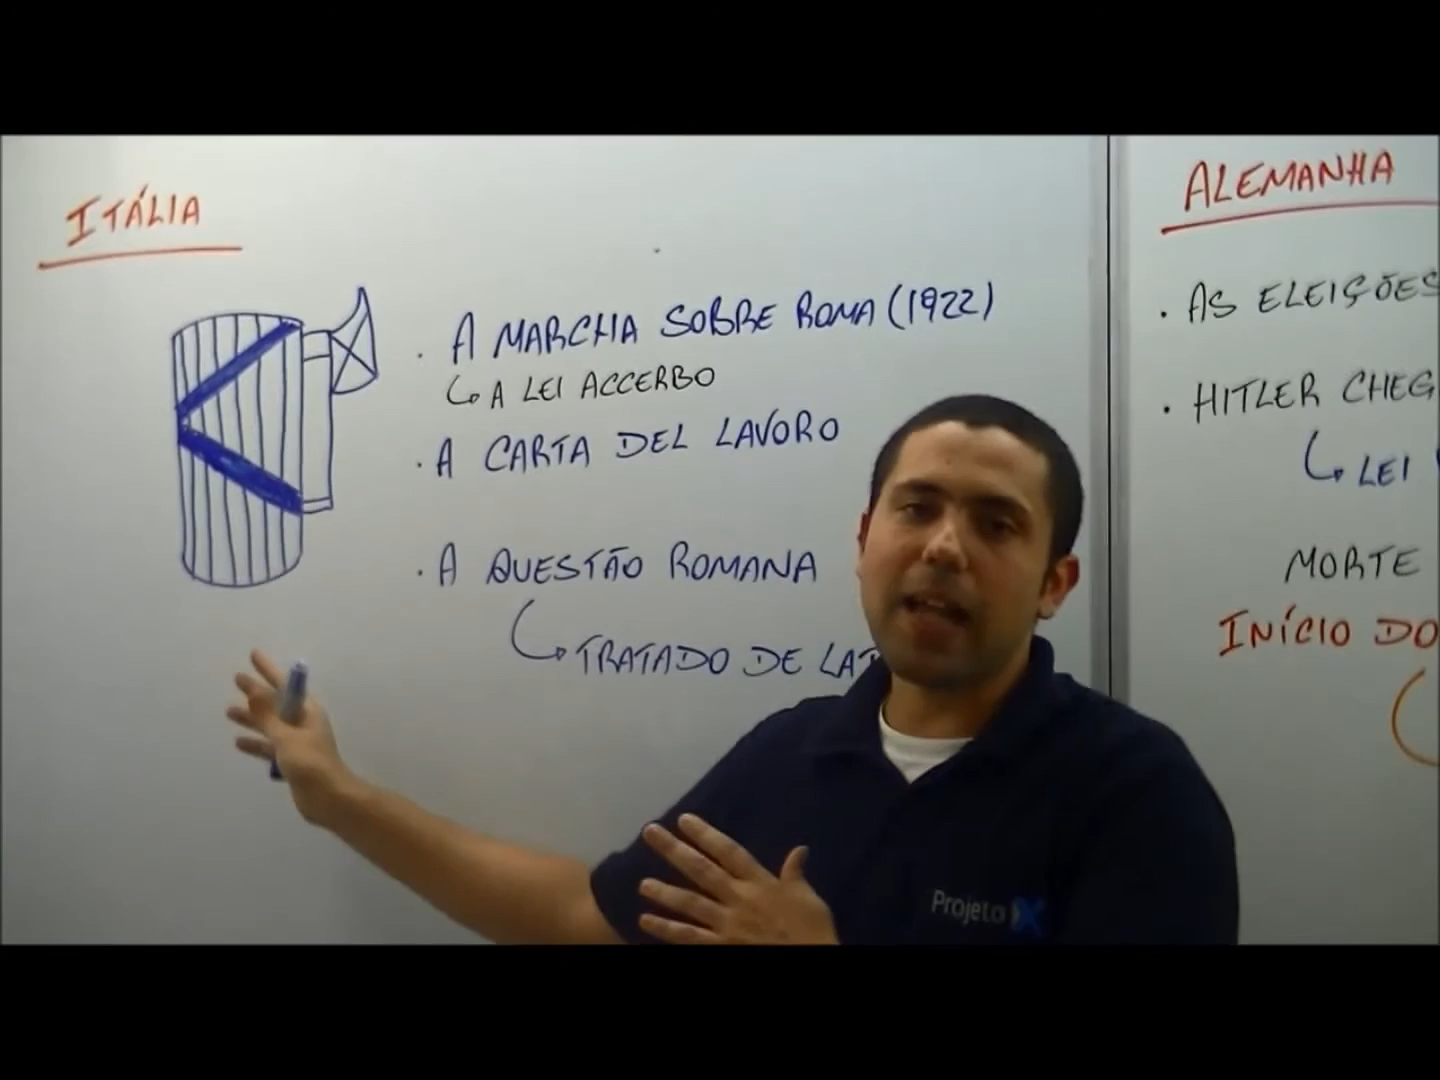 ITÁLIA
. A MARCHA SOBRE ROMA (1922)
A LEI ACCERBO
. A CARTA DEL LAVORO
. A QUESTÃO ROMANA
TRATADO DE LAT
ALEMANHA
. AS ELEIÇÕES
. HITLER CHEG
LEI
MORTE
INÍCIO DO
Projeto X